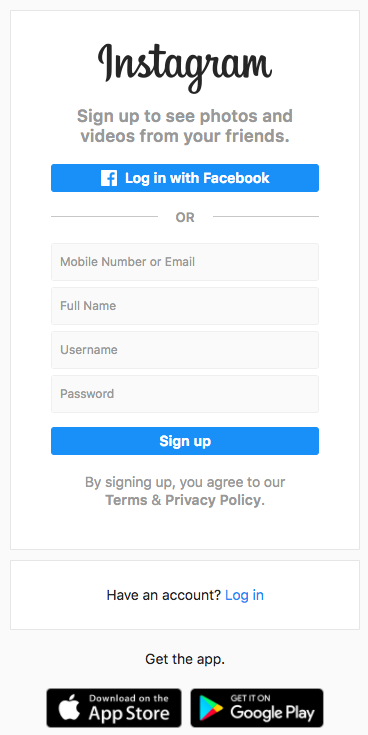 Instagram
Sign up to see photos and
videos from your friends.
Log in with Facebook
OR
Mobile Number or Email
Full Name
Username
Password
Sign up
By signing up, you agree to our
Terms & Privacy Policy.
Have an account? Log in
Get the app.
Download on the
App Store
GET IT ON
Google Play